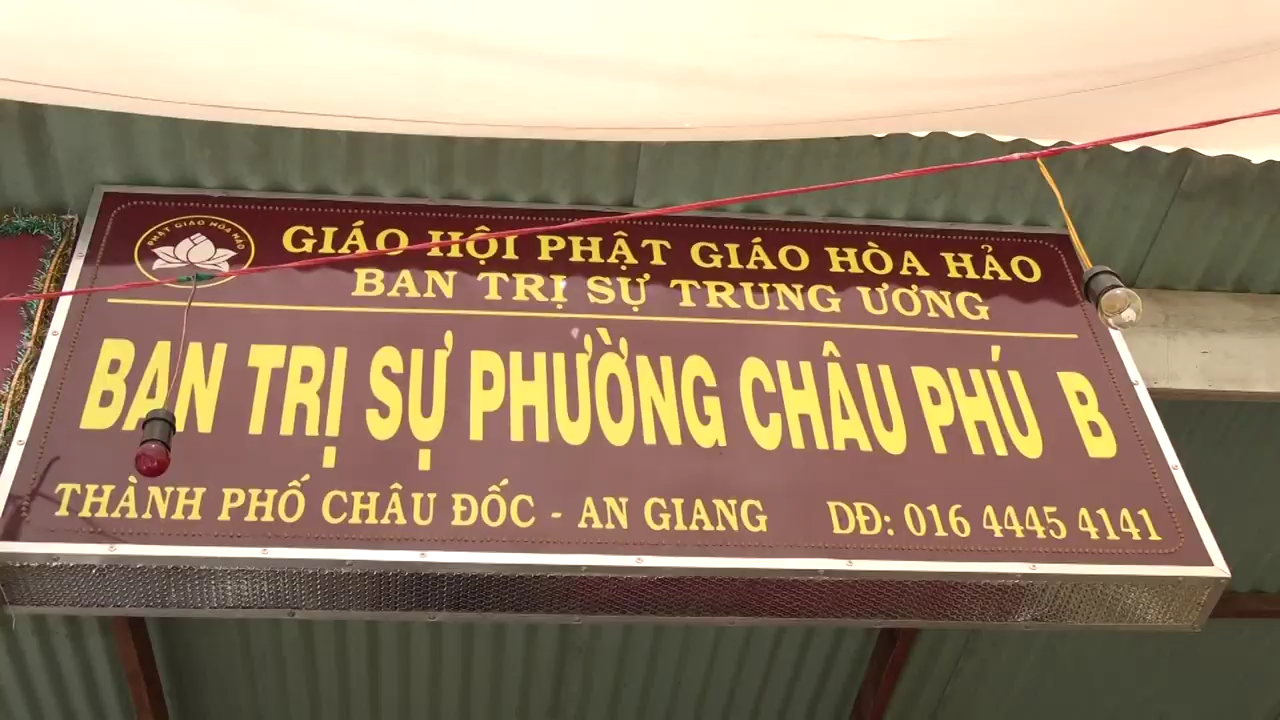 PHẬT GIÁO HÒA HẢO
GIÁO HỘI PHẬT GIÁO HÒA HẢO
BAN TRỊ SỰ TRUNG ƯƠNG
BAN TRỊ SỰ PHƯỜNG CHÂU PHÚ B
THÀNH PHỐ CHÂU ĐỐC - AN GIANG DĐ: 016 4445 4141